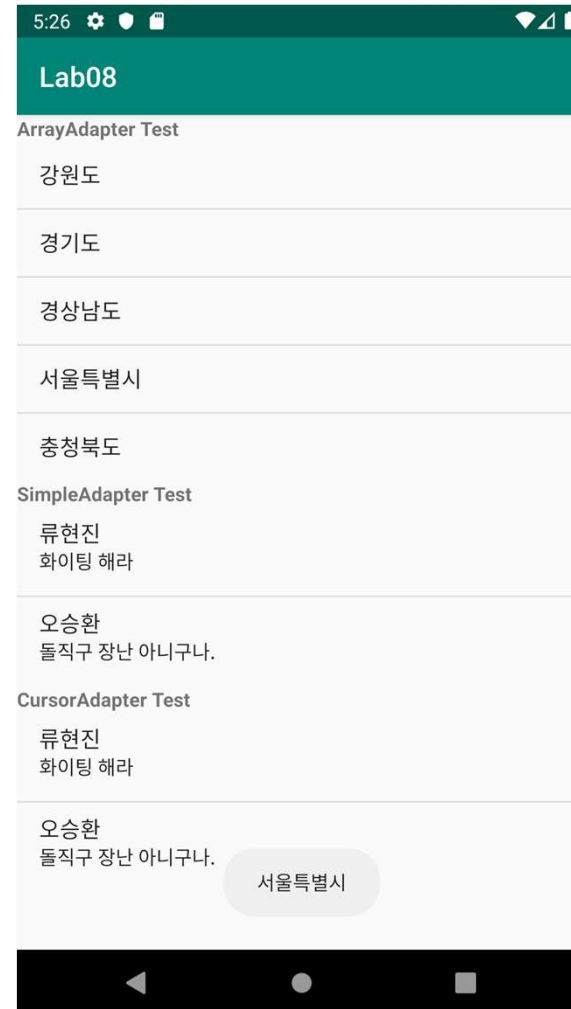 5:26
Lab08
ArrayAdapter Test
강원도
경기도
경상남도
서울특별시
충청북도
SimpleAdapter Test
류현진
화이팅 해라
오승환
돌직구 장난 아니구나.
CursorAdapter Test
류현진
화이팅 해라
오승환
돌직구 장난 아니구나.
서울특별시